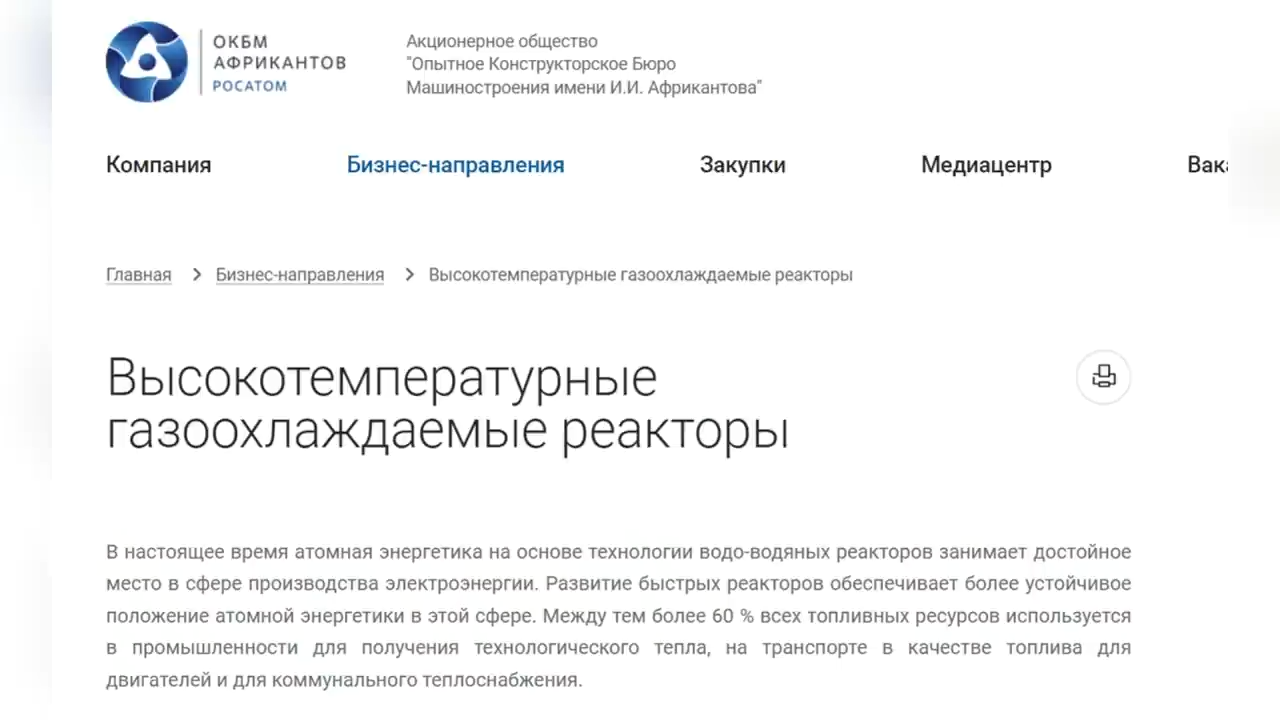 ОКБМ
АФРИКАНТОВ
РОСАТОМ
Акционерное общество
"Опытное Конструкторское Бюро
Машиностроения имени И.И. Африкантова"
Компания Бизнес-направления Закупки Медиацентр
Главная > Бизнес-направления > Высокотемпературные газоохлаждаемые реакторы
Высокотемпературные
газоохлаждаемые реакторы
В настоящее время атомная энергетика на основе технологии водо-водяных реакторов занимает достойное
место в сфере производства электроэнергии. Развитие быстрых реакторов обеспечивает более устойчивое
положение атомной энергетики в этой сфере. Между тем более 60 % всех топливных ресурсов используется
в промышленности для получения технологического тепла, на транспорте в качестве топлива для
двигателей и для коммунального теплоснабжения.